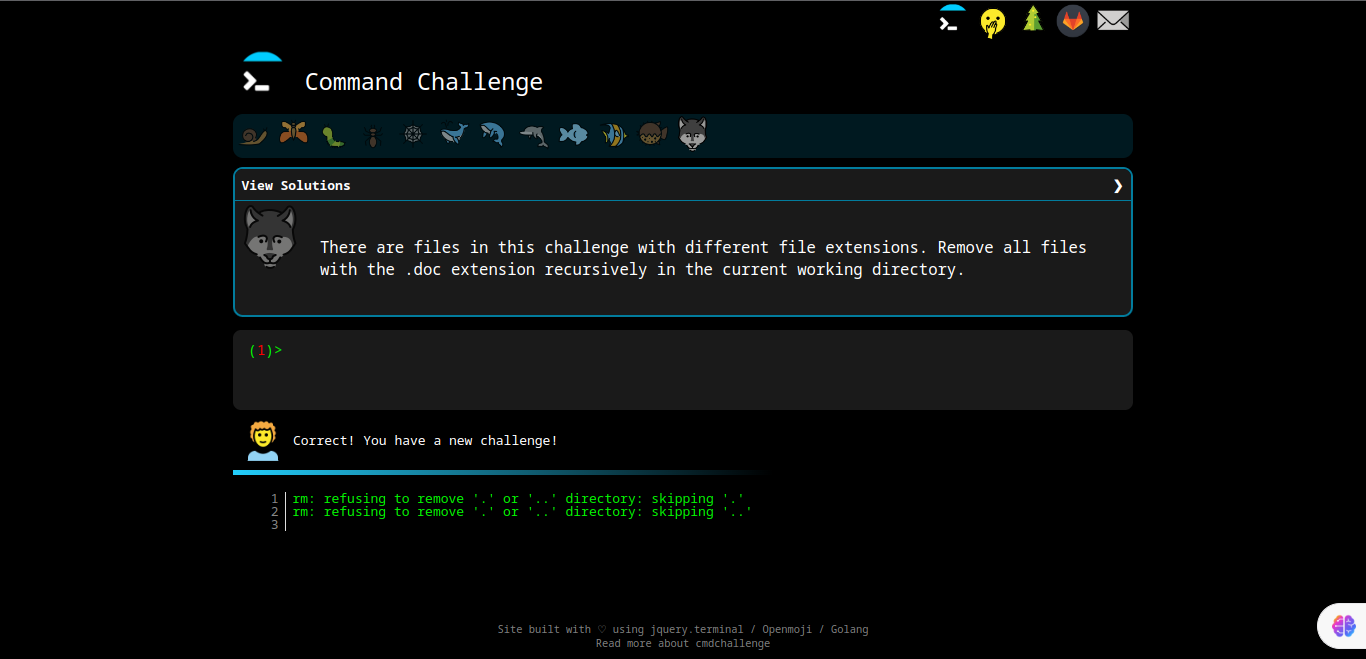 Command Challenge
View Solutions ❯
There are files in this challenge with different file extensions. Remove all files
with the .doc extension recursively in the current working directory.
(1)>
Correct! You have a new challenge!
1 rm: refusing to remove '.' or '..' directory: skipping '.'
2 rm: refusing to remove '.' or '..' directory: skipping '..'
3
Site built with ♡ using jquery.terminal / Openmoji / Golang
Read more about cmdchallenge